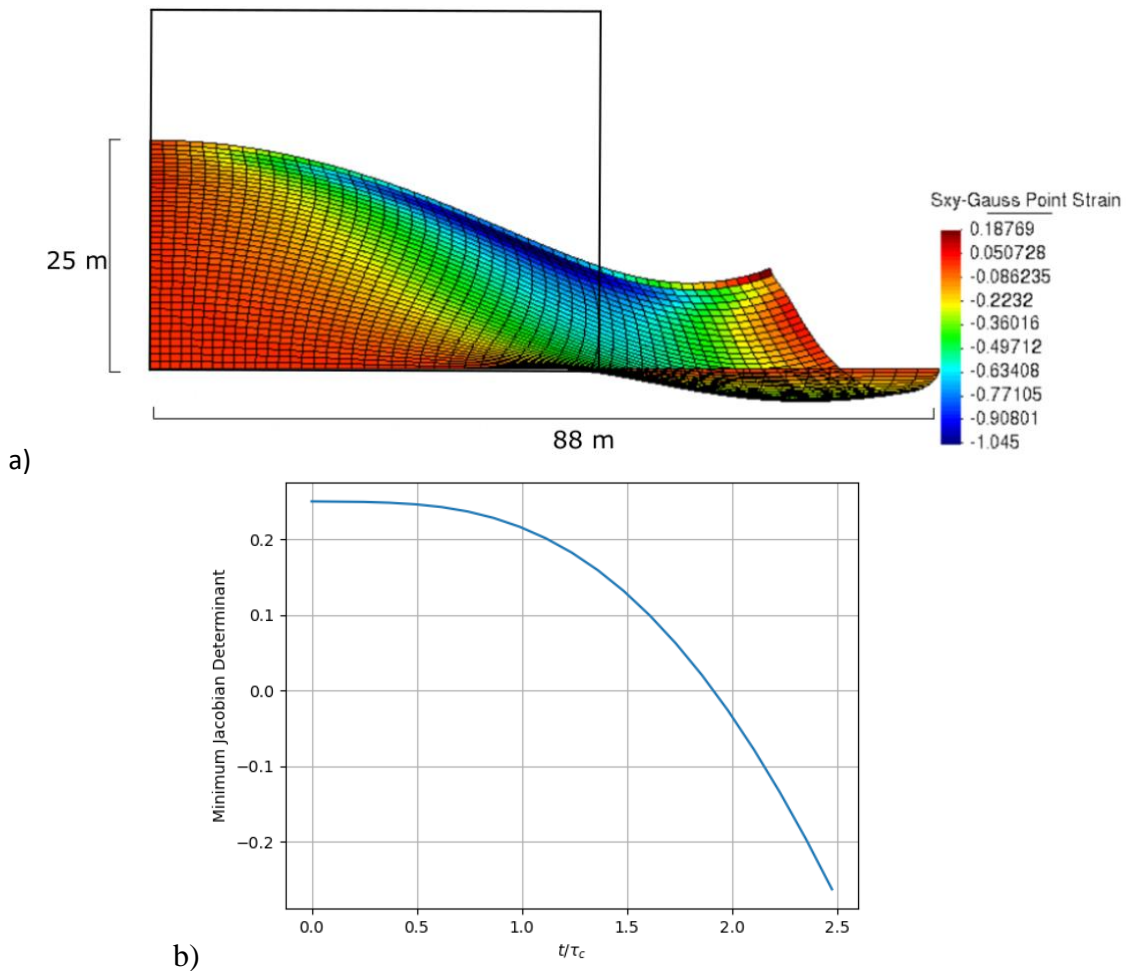 25 m
88 m
Sxy-Gauss Point Strain
0.18769
0.050728
-0.086235
-0.2232
-0.36016
-0.49712
-0.63408
-0.77105
-0.90801
-1.045
a)
Minimum Jacobian Determinant
0.2
0.1
0.0
−0.1
−0.2
0.0 0.5 1.0 1.5 2.0 2.5
t/τc
b)